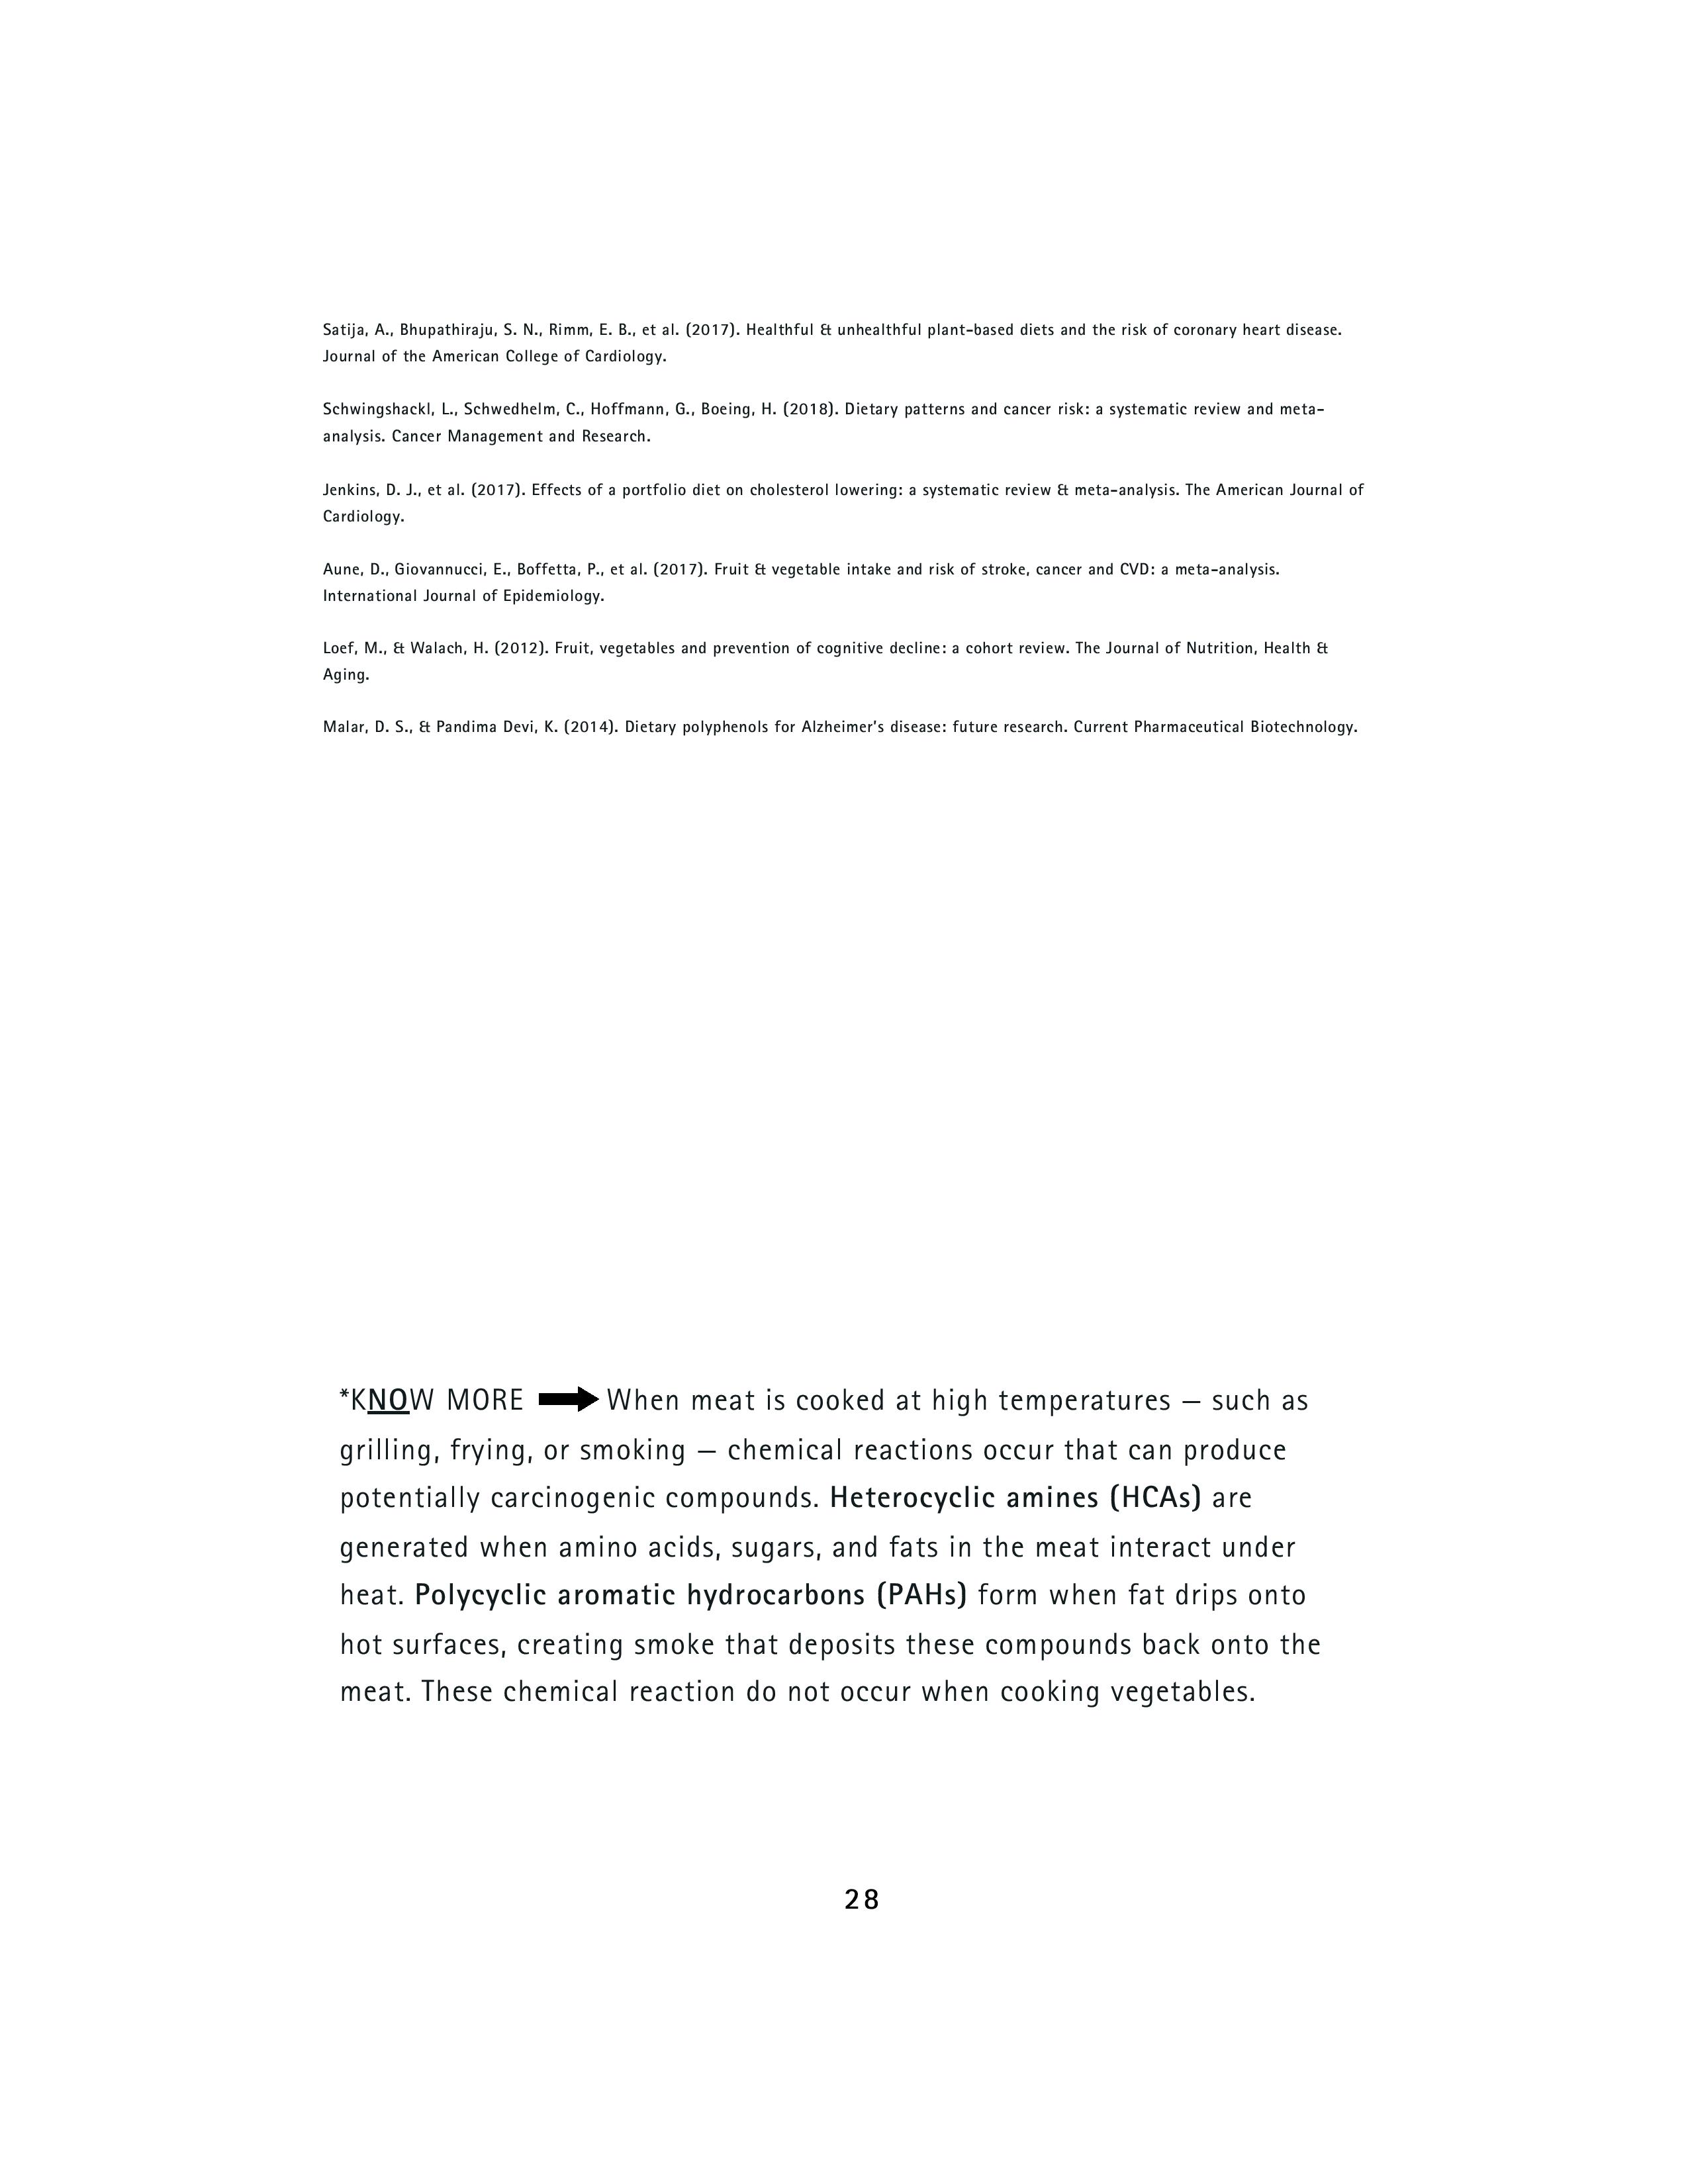 Satija, A., Bhupathiraju, S. N., Rimm, E. B., et al. (2017). Healthful & unhealthful plant-based diets and the risk of coronary heart disease.
Journal of the American College of Cardiology.
Schwingshackl, L., Schwedhelm, C., Hoffmann, G., Boeing, H. (2018). Dietary patterns and cancer risk: a systematic review and meta-
analysis. Cancer Management and Research.
Jenkins, D. J., et al. (2017). Effects of a portfolio diet on cholesterol lowering: a systematic review & meta-analysis. The American Journal of
Cardiology.
Aune, D., Giovannucci, E., Boffetta, P., et al. (2017). Fruit & vegetable intake and risk of stroke, cancer and CVD: a meta-analysis.
International Journal of Epidemiology.
Loef, M., & Walach, H. (2012). Fruit, vegetables and prevention of cognitive decline: a cohort review. The Journal of Nutrition, Health &
Aging.
Malar, D. S., & Pandima Devi, K. (2014). Dietary polyphenols for Alzheimer's disease: future research. Current Pharmaceutical Biotechnology.
*KNOW MORE When meat is cooked at high temperatures — such as
grilling, frying, or smoking — chemical reactions occur that can produce
potentially carcinogenic compounds. Heterocyclic amines (HCAs) are
generated when amino acids, sugars, and fats in the meat interact under
heat. Polycyclic aromatic hydrocarbons (PAHs) form when fat drips onto
hot surfaces, creating smoke that deposits these compounds back onto the
meat. These chemical reaction do not occur when cooking vegetables.
28